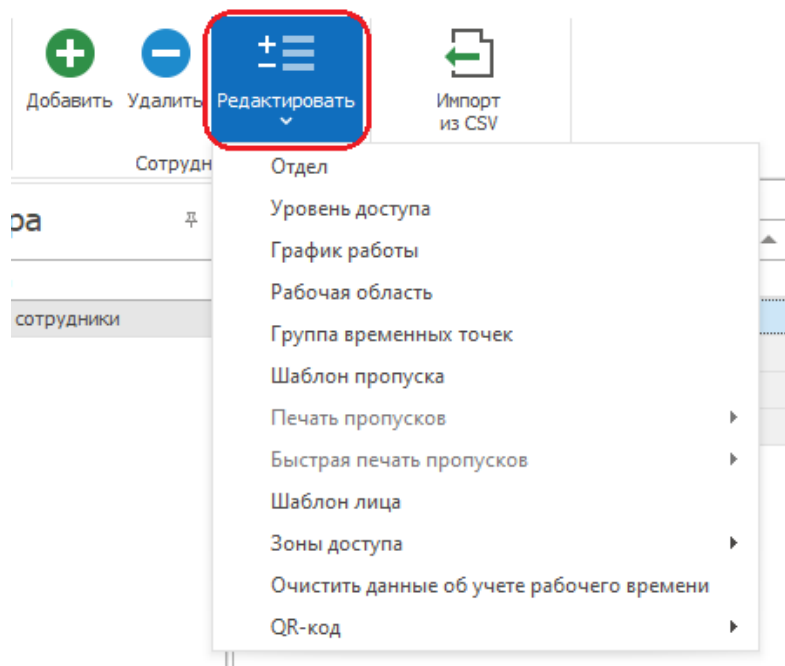 Добавить Удалить Редактировать Импорт
из CSV
Сотрудн
ра
сотрудники
Отдел
Уровень доступа
График работы
Рабочая область
Группа временных точек
Шаблон пропуска
Печать пропусков
Быстрая печать пропусков
Шаблон лица
Зоны доступа
Очистить данные об учете рабочего времени
QR-код